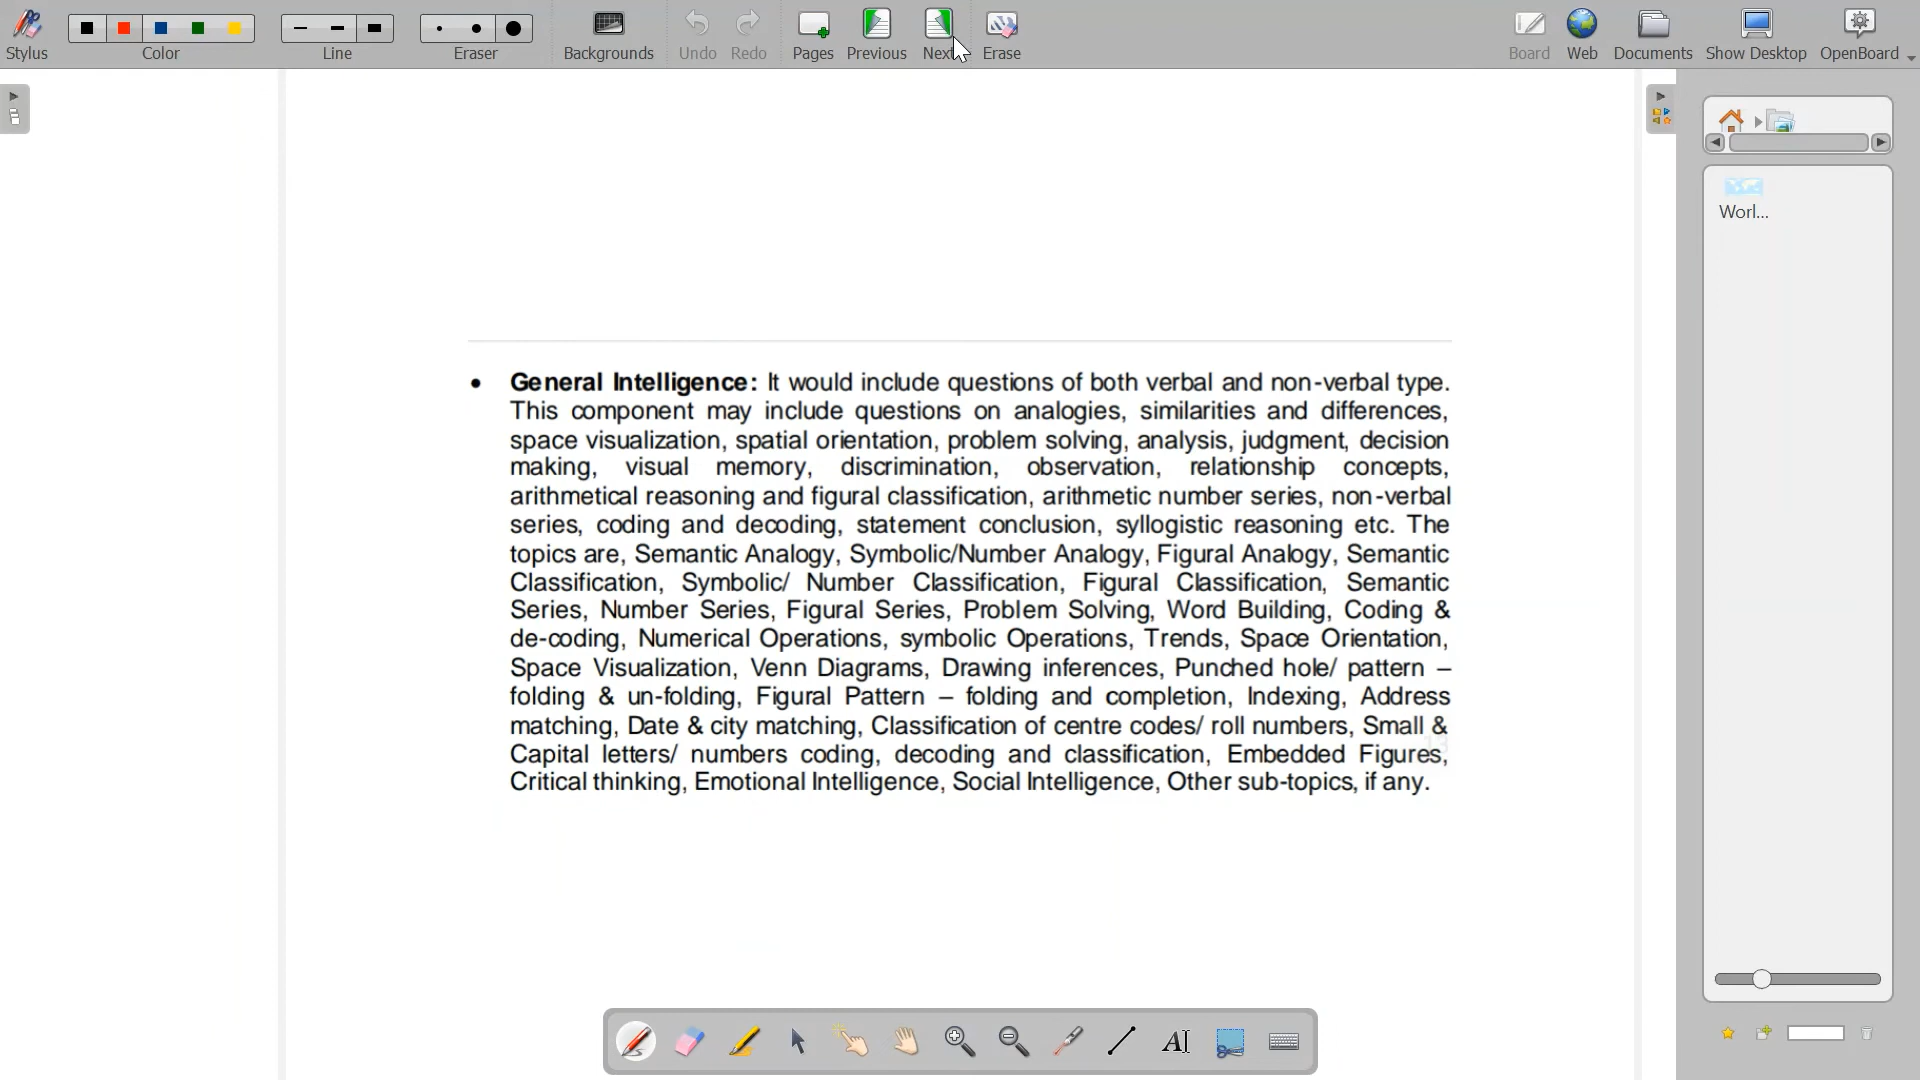 Stylus
Color
Line
Eraser
Backgrounds
Undo
Redo
Pages
Previous
Next
Erase
Board
Web
Documents
Show Desktop
OpenBoard
Worl...
• General Intelligence: It would include questions of both verbal and non-verbal type.
This component may include questions on analogies, similarities and differences,
space visualization, spatial orientation, problem solving, analysis, judgment, decision
making, visual memory, discrimination, observation, relationship concepts,
arithmetical reasoning and figural classification, arithmetic number series, non-verbal
series, coding and decoding, statement conclusion, syllogistic reasoning etc. The
topics are, Semantic Analogy, Symbolic/Number Analogy, Figural Analogy, Semantic
Classification, Symbolic/ Number Classification, Figural Classification, Semantic
Series, Number Series, Figural Series, Problem Solving, Word Building, Coding &
de-coding, Numerical Operations, symbolic Operations, Trends, Space Orientation,
Space Visualization, Venn Diagrams, Drawing inferences, Punched hole/ pattern –
folding & un-folding, Figural Pattern – folding and completion, Indexing, Address
matching, Date & city matching, Classification of centre codes/ roll numbers, Small &
Capital letters/ numbers coding, decoding and classification, Embedded Figures,
Critical thinking, Emotional Intelligence, Social Intelligence, Other sub-topics, if any.
13
AI